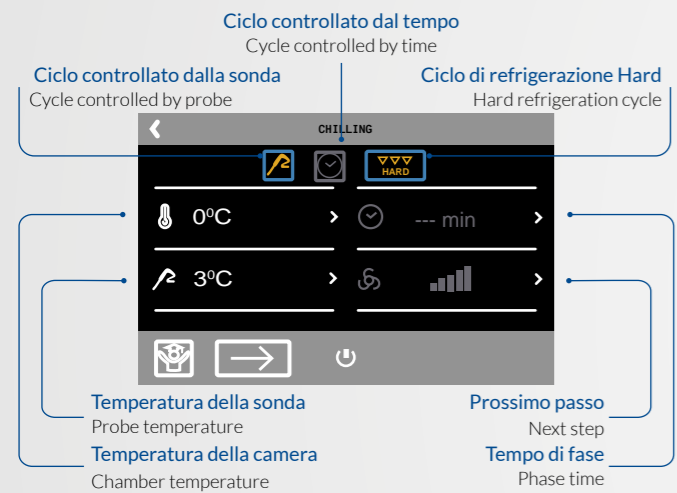 Ciclo controllato dal tempo
Cycle controlled by time
Ciclo controllato dalla sonda
Cycle controlled by probe
Ciclo di refrigerazione Hard
Hard refrigeration cycle
CHILLING
HARD
0⁰C
--- min
3⁰C
Temperatura della sonda
Probe temperature
Temperatura della camera
Chamber temperature
Prossimo passo
Next step
Tempo di fase
Phase time